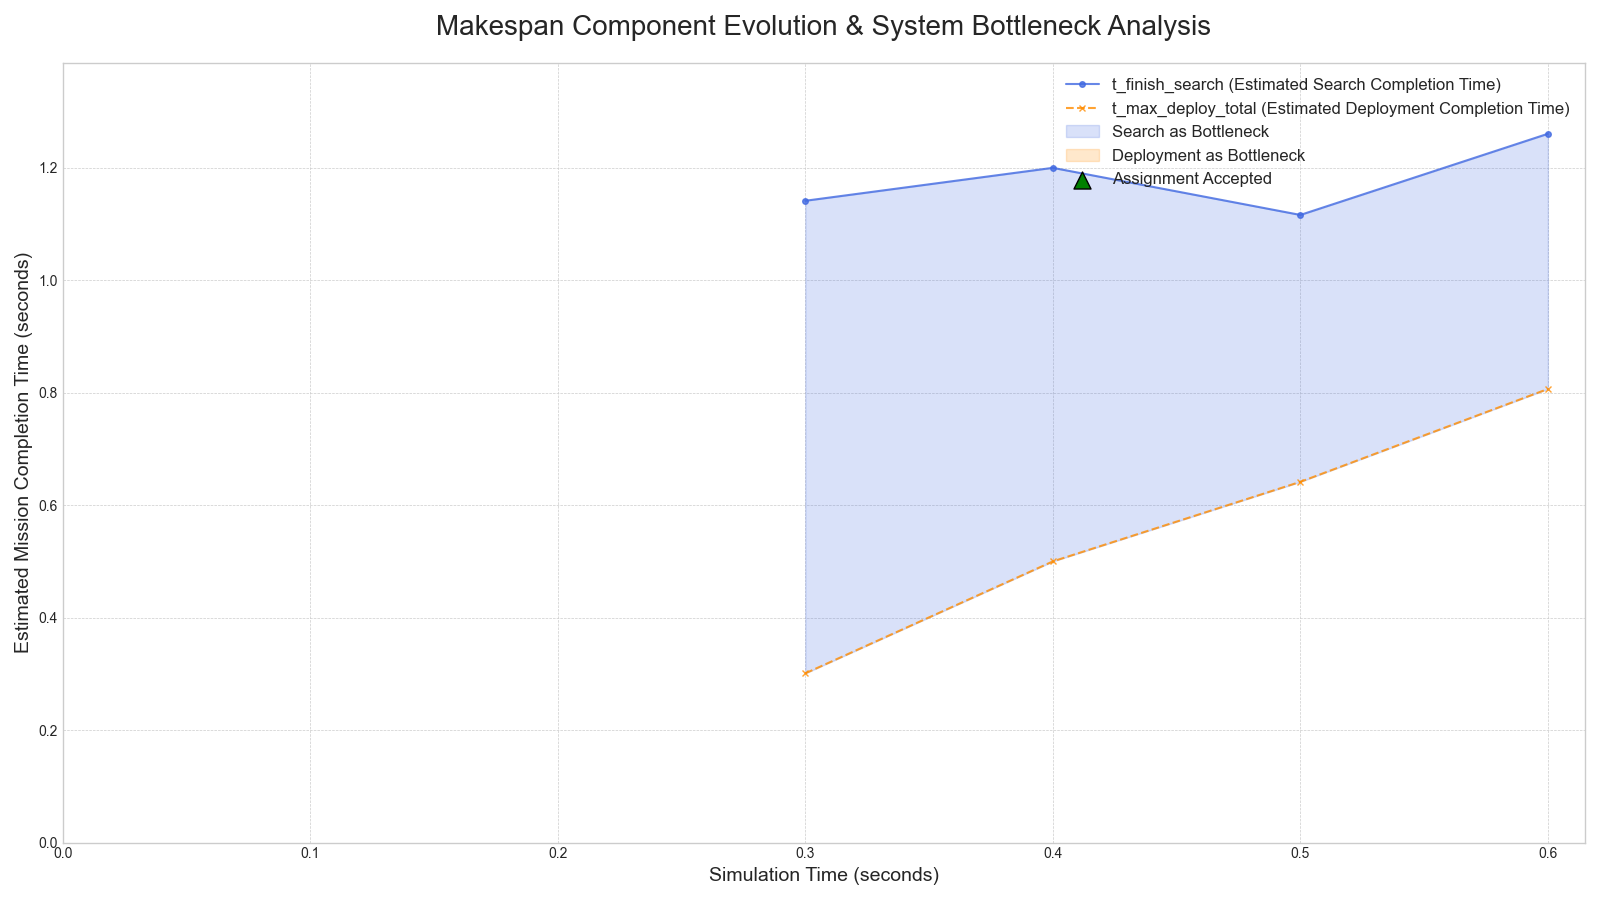 Makespan Component Evolution & System Bottleneck Analysis
t_finish_search (Estimated Search Completion Time)
t_max_deploy_total (Estimated Deployment Completion Time)
Search as Bottleneck
Deployment as Bottleneck
Assignment Accepted
Estimated Mission Completion Time (seconds)
1.2
1.0
0.8
0.6
0.4
0.2
0.0
0.0 0.1 0.2 0.3 0.4 0.5 0.6
Simulation Time (seconds)